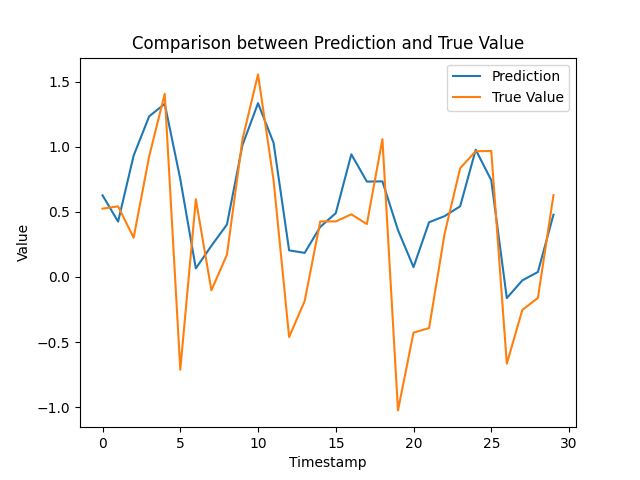 Comparison between Prediction and True Value
Prediction
True Value
1.5
1.0
0.5
0.0
−0.5
−1.0
Value
0 5 10 15 20 25 30
Timestamp